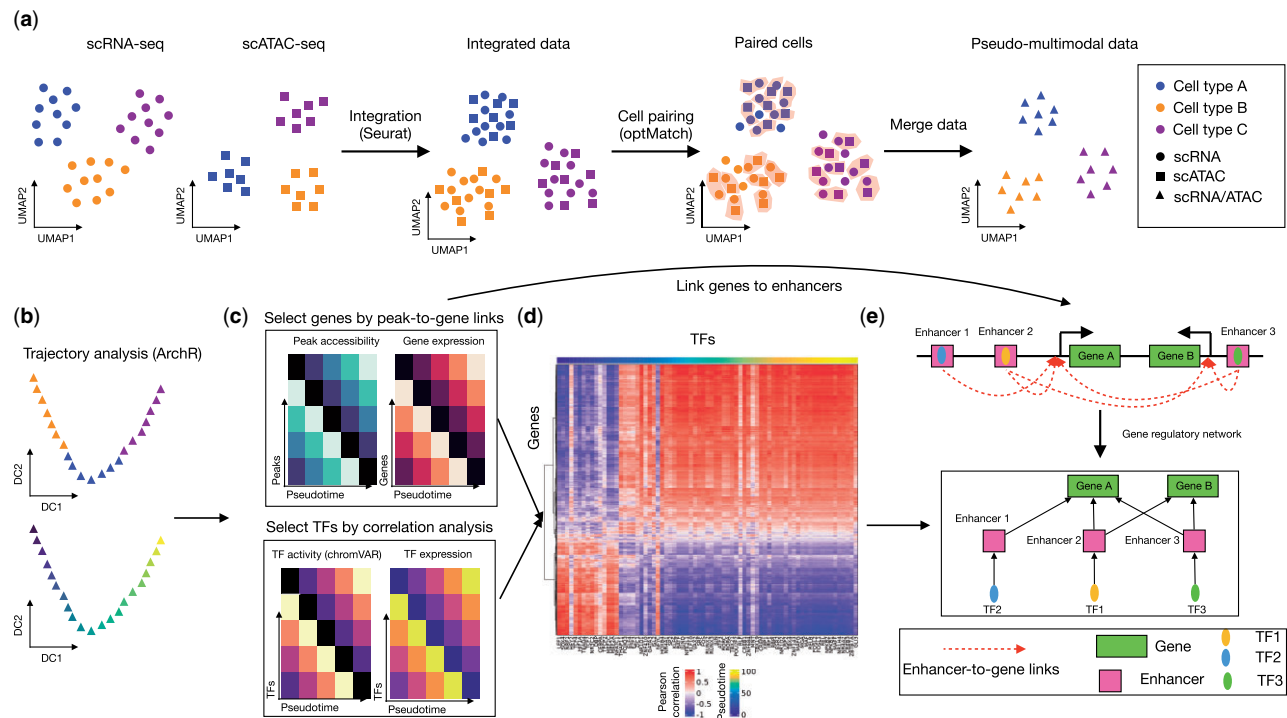 (a)
scRNA-seq
scATAC-seq
Integrated data
Paired cells
Pseudo-multimodal data
Integration
(Seurat)
Cell pairing
(optMatch)
Merge data
Cell type A
Cell type B
Cell type C
scRNA
scATAC
scRNA/ATAC
UMAP2
UMAP1
UMAP2
UMAP1
UMAP2
UMAP1
UMAP2
UMAP1
UMAP2
UMAP1
Link genes to enhancers
(b)
Trajectory analysis (ArchR)
DC2
DC1
DC2
DC1
(c)
Select genes by peak-to-gene links
Peak accessibility
Gene expression
Peaks
Genes
Pseudotime
Pseudotime
Select TFs by correlation analysis
TF activity (chromVAR)
TF expression
TFs
TFs
Pseudotime
Pseudotime
(d)
TFs
Genes
Pearson
correlation
1
0.5
0
-0.5
-1
Pseudotime
100
50
0
(e)
Enhancer 1
Enhancer 2
Enhancer 3
Gene A
Gene B
Gene regulatory network
Gene A
Gene B
Enhancer 1
Enhancer 2
Enhancer 3
TF2
TF1
TF3
Enhancer-to-gene links
Gene
Enhancer
TF1
TF2
TF3